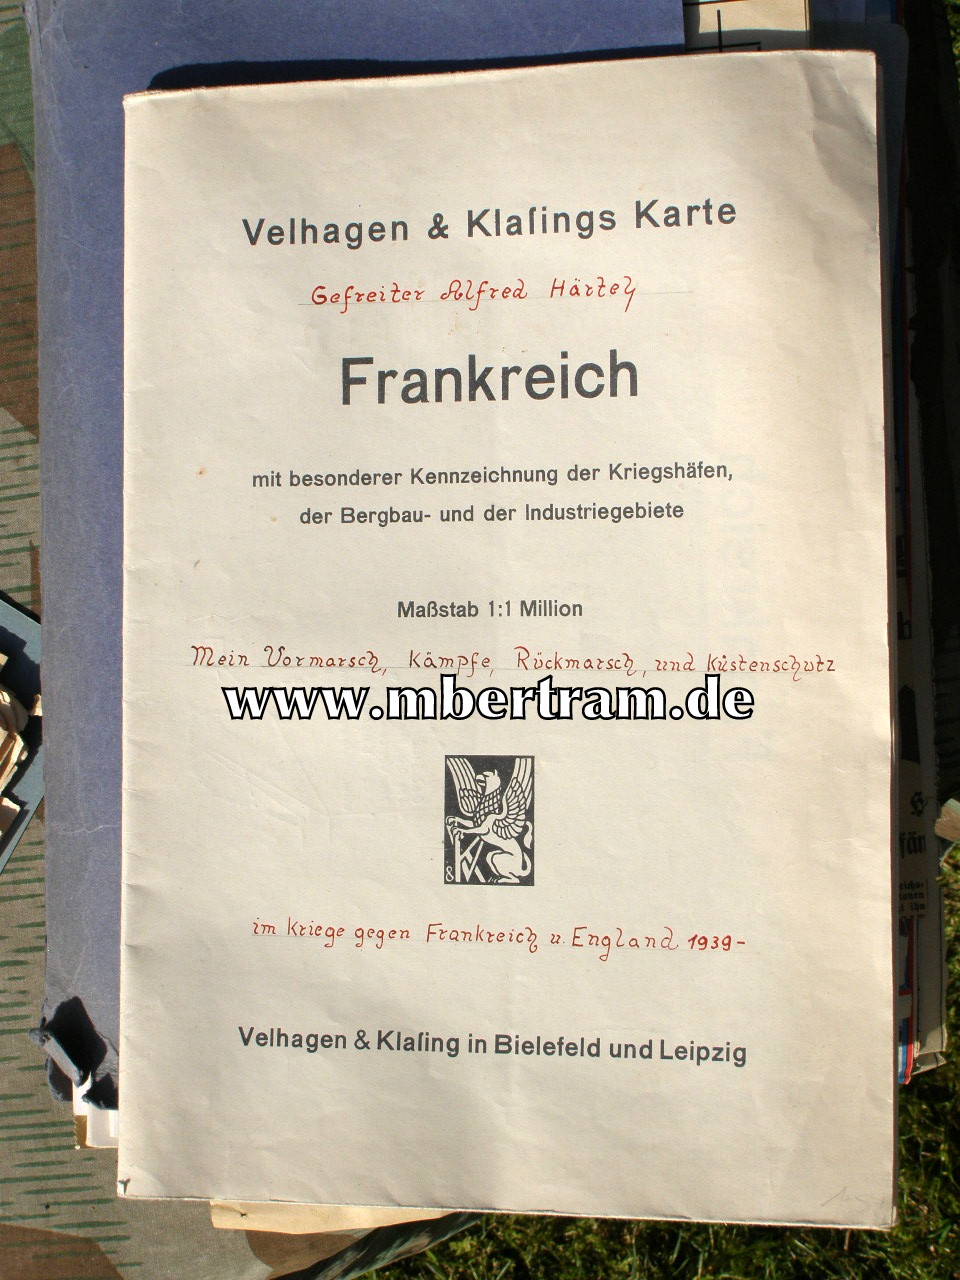 Velhagen & Klaſings Karte
Gefreiter Alfred Härtel
Frankreich
mit besonderer Kennzeichnung der Kriegshäfen,
der Bergbau- und der Industriegebiete
Maßstab 1:1 Million
Mein Vormarsch, Kämpfe, Rückmarsch, und Küstenschutz
www.mbertram.de
V & K
im Kriege gegen Frankreich u. England 1939-
Velhagen & Klaſing in Bielefeld und Leipzig